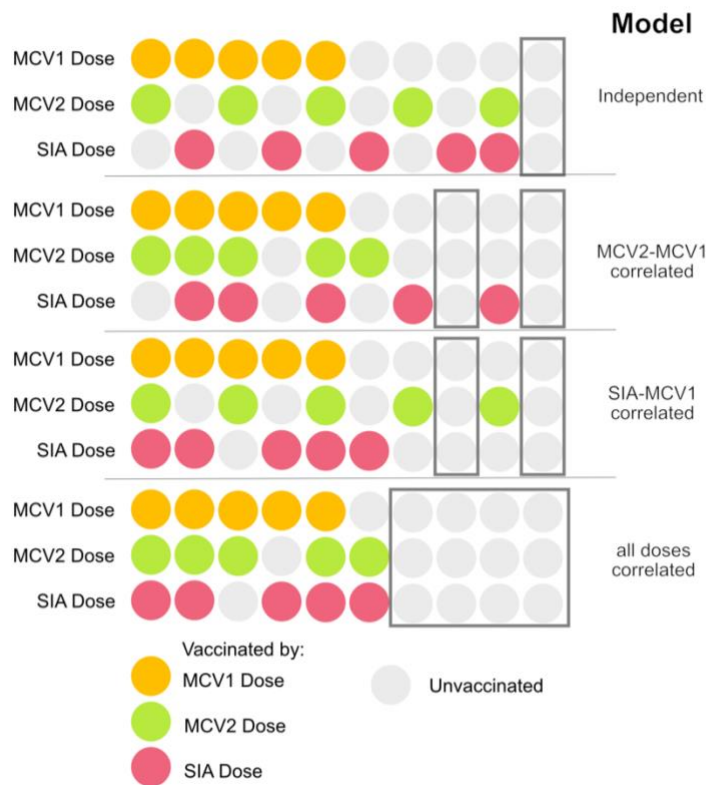 Model
MCV1 Dose
MCV2 Dose
SIA Dose
Independent
MCV1 Dose
MCV2 Dose
SIA Dose
MCV2-MCV1
correlated
MCV1 Dose
MCV2 Dose
SIA Dose
SIA-MCV1
correlated
MCV1 Dose
MCV2 Dose
SIA Dose
all doses
correlated
Vaccinated by:
MCV1 Dose
MCV2 Dose
SIA Dose
Unvaccinated